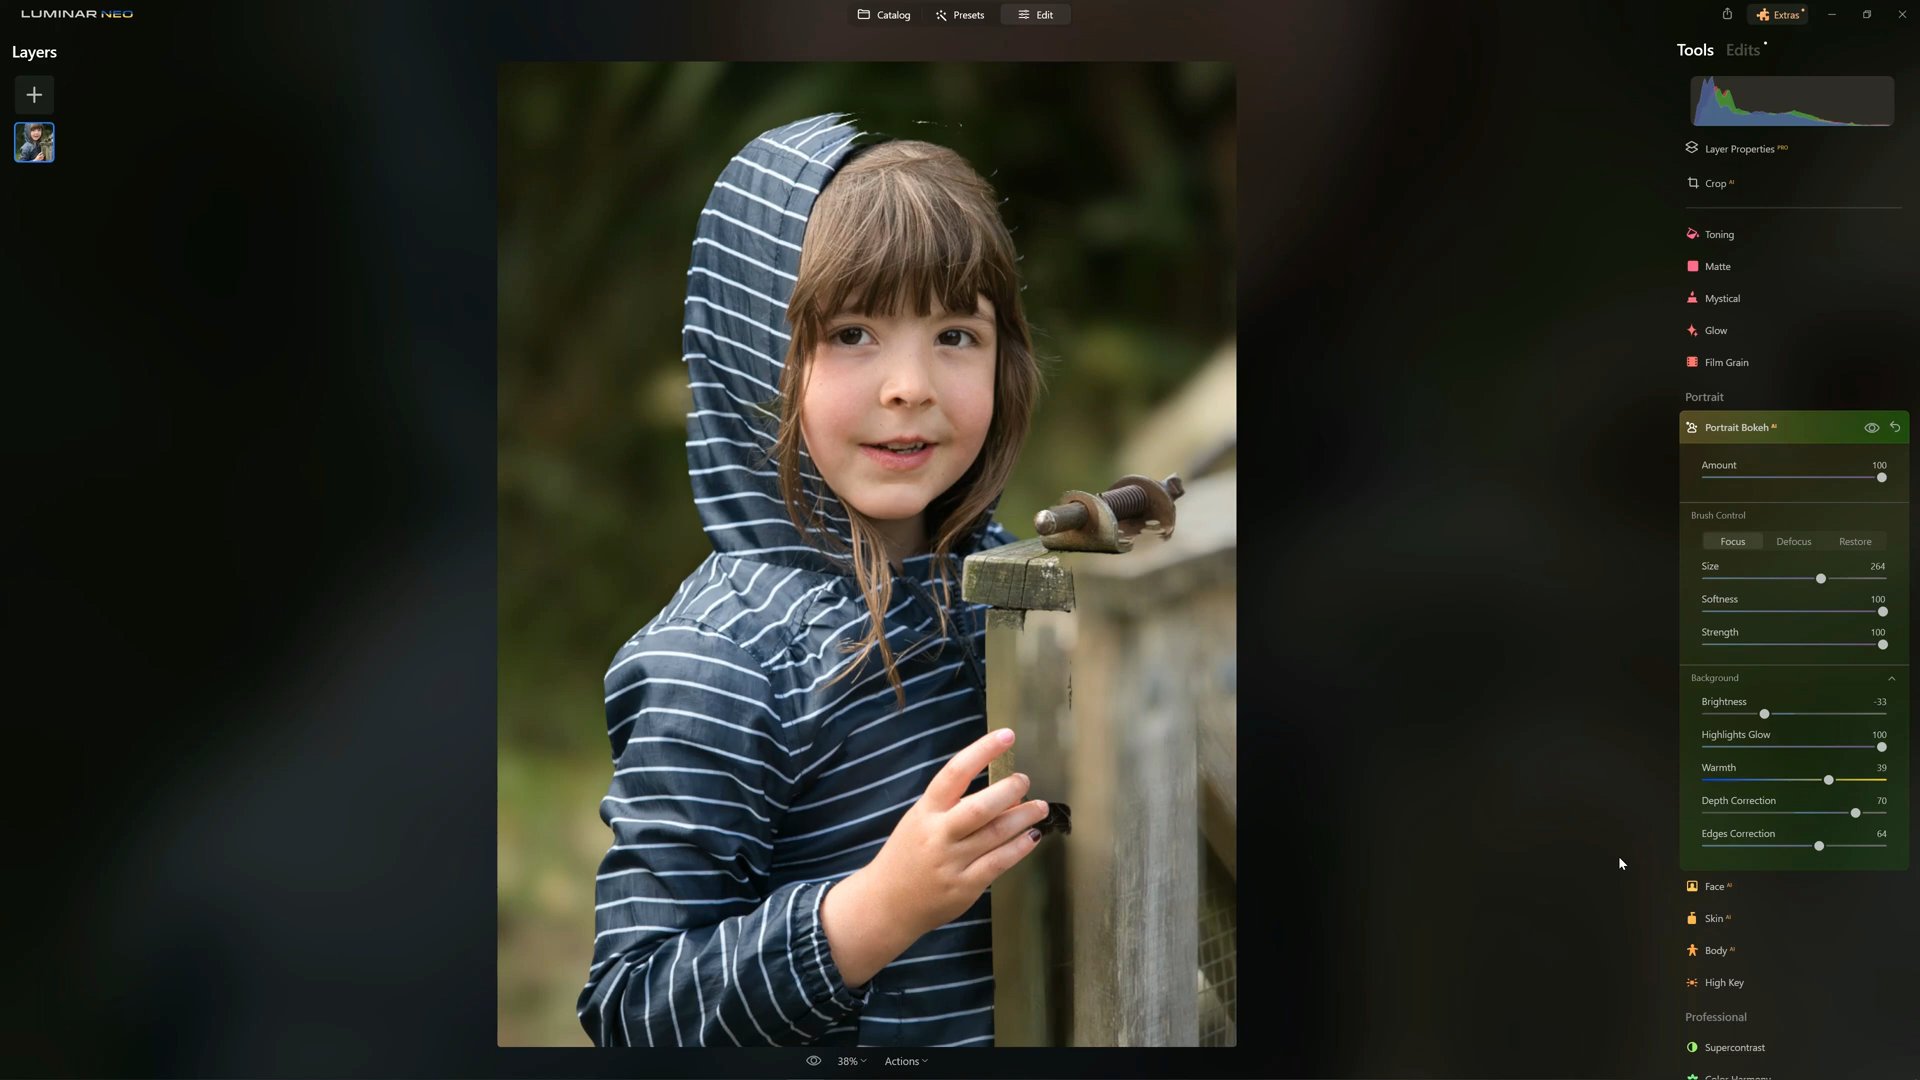 LUMINAR NEO
Catalog
Presets
Edit
Extras
Layers
Tools Edits
Layer Properties PRO
Crop AI
Toning
Matte
Mystical
Glow
Film Grain
Portrait
Portrait Bokeh AI
Amount 100
Brush Control
Focus Defocus Restore
Size 264
Softness 100
Strength 100
Background
Brightness -33
Highlights Glow 100
Warmth 39
Depth Correction 70
Edges Correction 64
Face AI
Skin AI
Body AI
High Key
Professional
Supercontrast
Color Harmony
38%
Actions